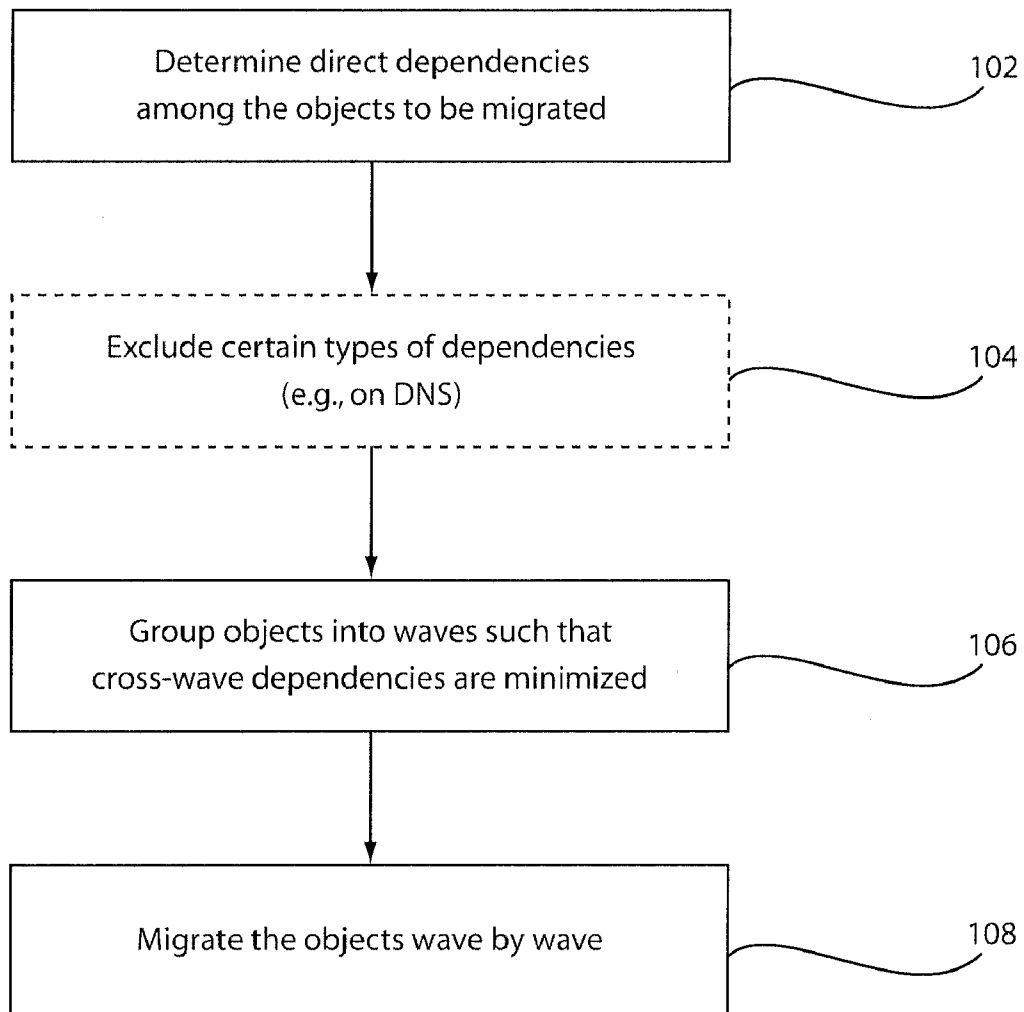 Determine direct dependencies
among the objects to be migrated
102
Exclude certain types of dependencies
(e.g., on DNS)
104
Group objects into waves such that
cross-wave dependencies are minimized
106
Migrate the objects wave by wave
108